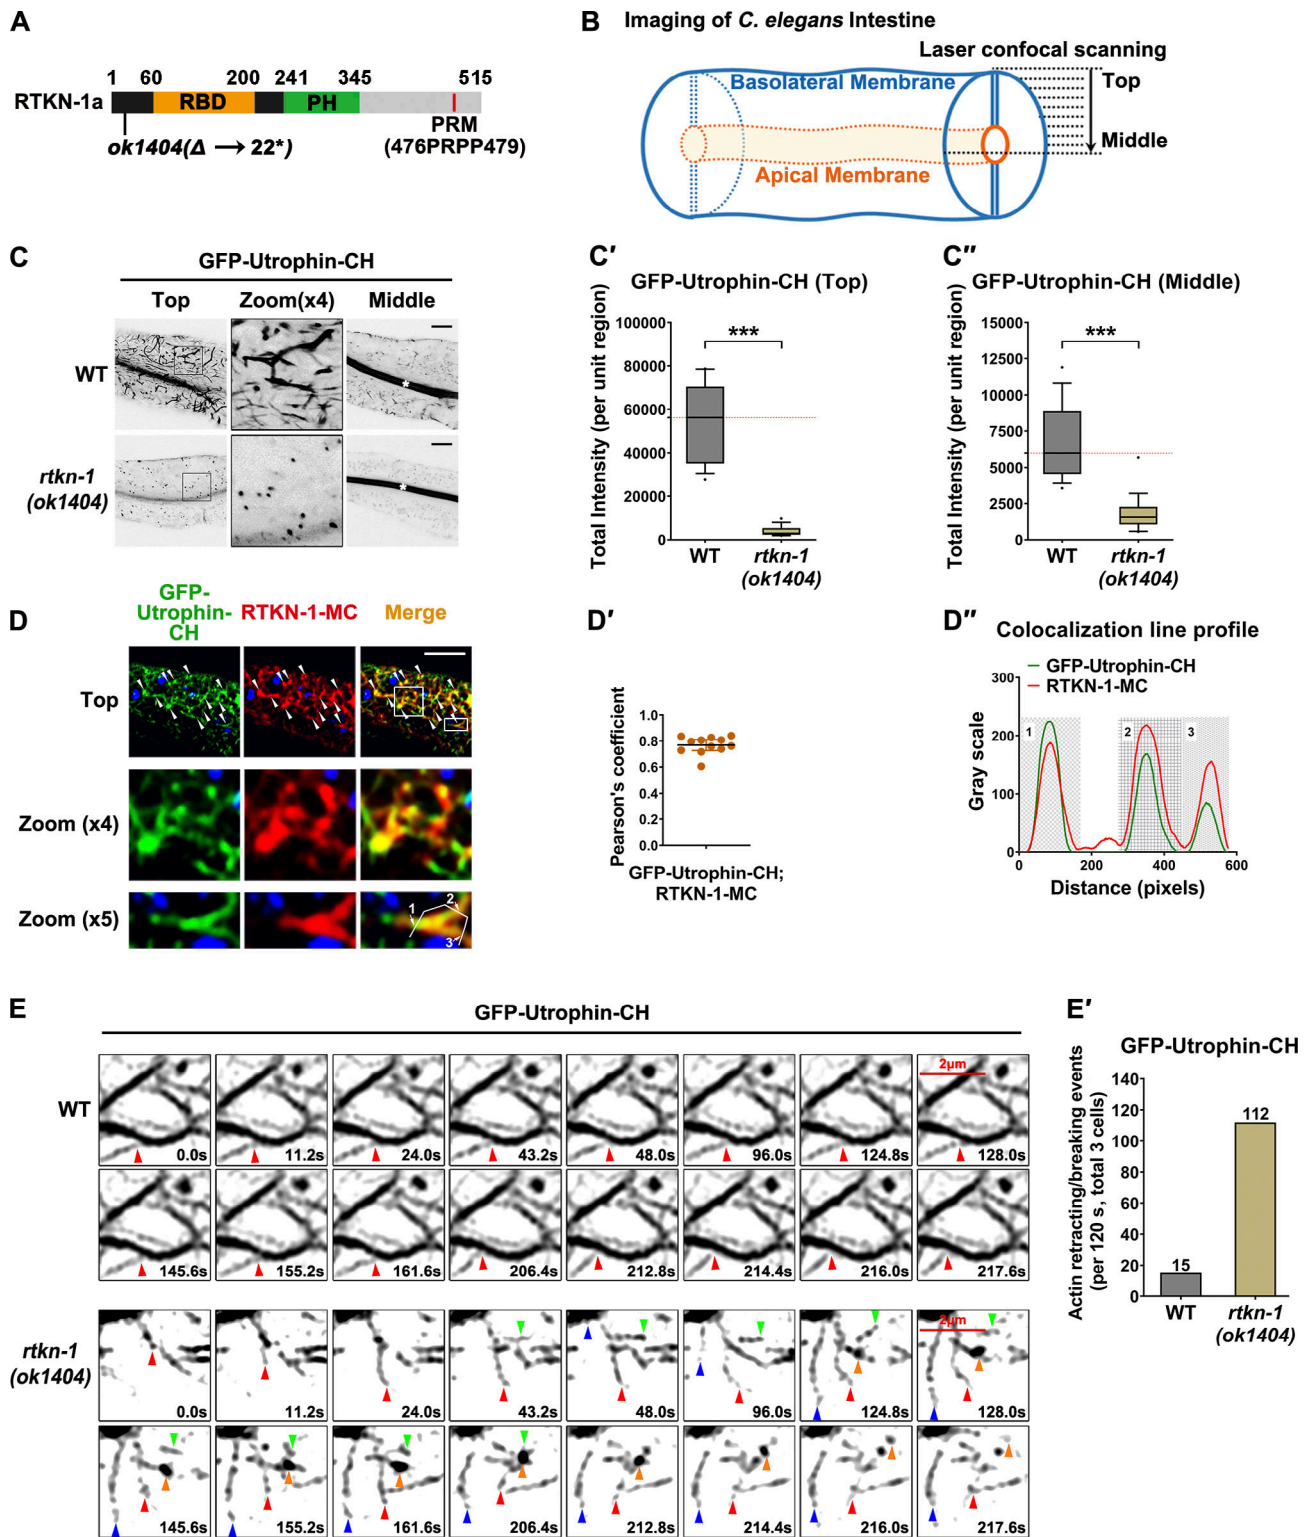 A
1 60 200 241 345 515
RTKN-1a RBD PH
PRM
ok1404(Δ → 22*) (476PRPP479)
B Imaging of C. elegans Intestine
Laser confocal scanning
Basolateral Membrane
Top
Middle
Apical Membrane
C
GFP-Utrophin-CH
Top Zoom(x4) Middle
WT
*
rtkn-1
(ok1404)
*
C′
GFP-Utrophin-CH (Top)
Total Intensity (per unit region)
100000
80000
60000
40000
20000
0
***
WT rtkn-1
(ok1404)
C″
GFP-Utrophin-CH (Middle)
Total Intensity (per unit region)
15000
12500
10000
7500
5000
2500
0
***
WT rtkn-1
(ok1404)
D
GFP-
Utrophin-
CH
RTKN-1-MC Merge
Top
Zoom (x4)
Zoom (x5)
1 2
3
D′
Pearson's coefficient
1.0
0.8
0.6
0.4
0.2
0.0
GFP-Utrophin-CH;
RTKN-1-MC
D″
Colocalization line profile
GFP-Utrophin-CH
RTKN-1-MC
Gray scale
300
200
100
0
1 2 3
0 200 400 600
Distance (pixels)
E
GFP-Utrophin-CH
WT
2μm
0.0s 11.2s 24.0s 43.2s 48.0s 96.0s 124.8s 128.0s
145.6s 155.2s 161.6s 206.4s 212.8s 214.4s 216.0s 217.6s
rtkn-1
(ok1404)
2μm
0.0s 11.2s 24.0s 43.2s 48.0s 96.0s 124.8s 128.0s
145.6s 155.2s 161.6s 206.4s 212.8s 214.4s 216.0s 217.6s
E′
GFP-Utrophin-CH
Actin retracting/breaking events
(per 120 s, total 3 cells)
140
120
100
80
60
40
20
0
15
112
WT rtkn-1
(ok1404)